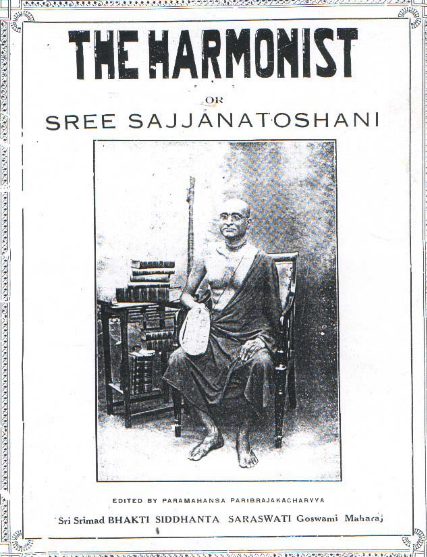 THE HARMONIST
OR
SREE SAJJANATOSHANI
EDITED BY PARAMAHANSA PARIBRAJAKACHARYYA
Sri Srimad BHAKTI SIDDHANTA SARASWATI Goswami Maharaj